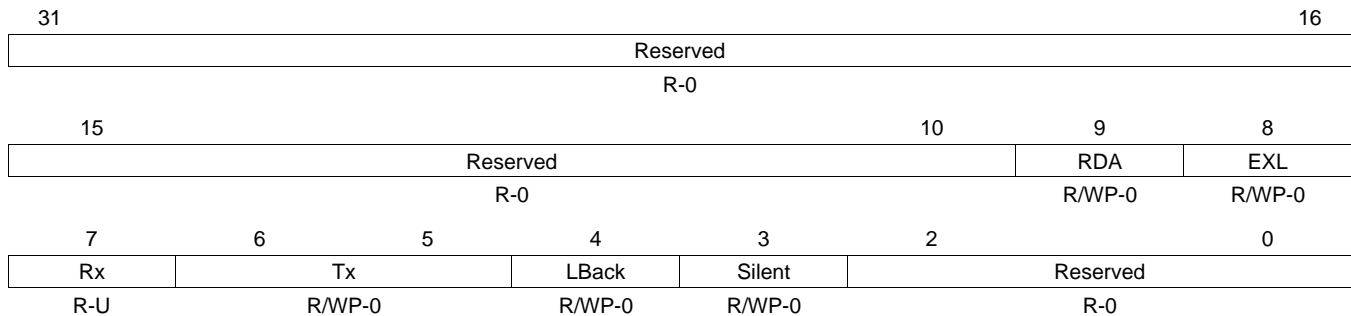 31 16
Reserved
R-0
15 10 9 8
Reserved RDA EXL
R-0 R/WP-0 R/WP-0
7 6 5 4 3 2 0
Rx Tx LBack Silent Reserved
R-U R/WP-0 R/WP-0 R/WP-0 R-0